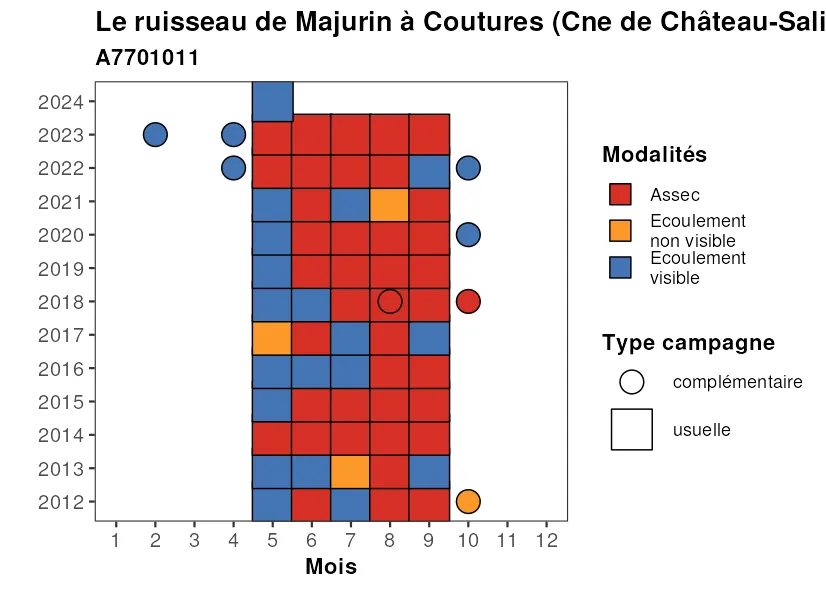 Le ruisseau de Majurin à Coutures (Cne de Château-Sali
A7701011
2024
2023
2022
2021
2020
2019
2018
2017
2016
2015
2014
2013
2012
1 2 3 4 5 6 7 8 9 10 11 12
Mois
Modalités
Assec
Ecoulement
non visible
Ecoulement
visible
Type campagne
complémentaire
usuelle